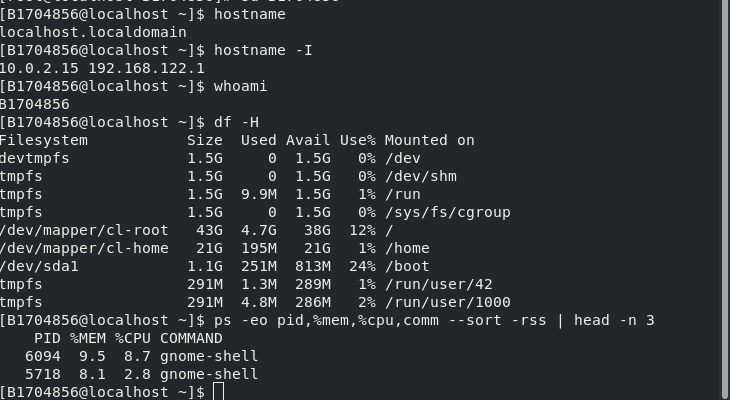 [B1704856@localhost ~]$ hostname
localhost.localdomain
[B1704856@localhost ~]$ hostname -I
10.0.2.15 192.168.122.1
[B1704856@localhost ~]$ whoami
B1704856
[B1704856@localhost ~]$ df -H
Filesystem           Size  Used Avail Use% Mounted on
devtmpfs             1.5G     0  1.5G   0% /dev
tmpfs                1.5G     0  1.5G   0% /dev/shm
tmpfs                1.5G  9.9M  1.5G   1% /run
tmpfs                1.5G     0  1.5G   0% /sys/fs/cgroup
/dev/mapper/cl-root   43G  4.7G   38G  12% /
/dev/mapper/cl-home   21G  195M   21G   1% /home
/dev/sda1            1.1G  251M  813M  24% /boot
tmpfs                291M  1.3M  289M   1% /run/user/42
tmpfs                291M  4.8M  286M   2% /run/user/1000
[B1704856@localhost ~]$ ps -eo pid,%mem,%cpu,comm --sort -rss | head -n 3
    PID %MEM %CPU COMMAND
   6094  9.5  8.7 gnome-shell
   5718  8.1  2.8 gnome-shell
[B1704856@localhost ~]$